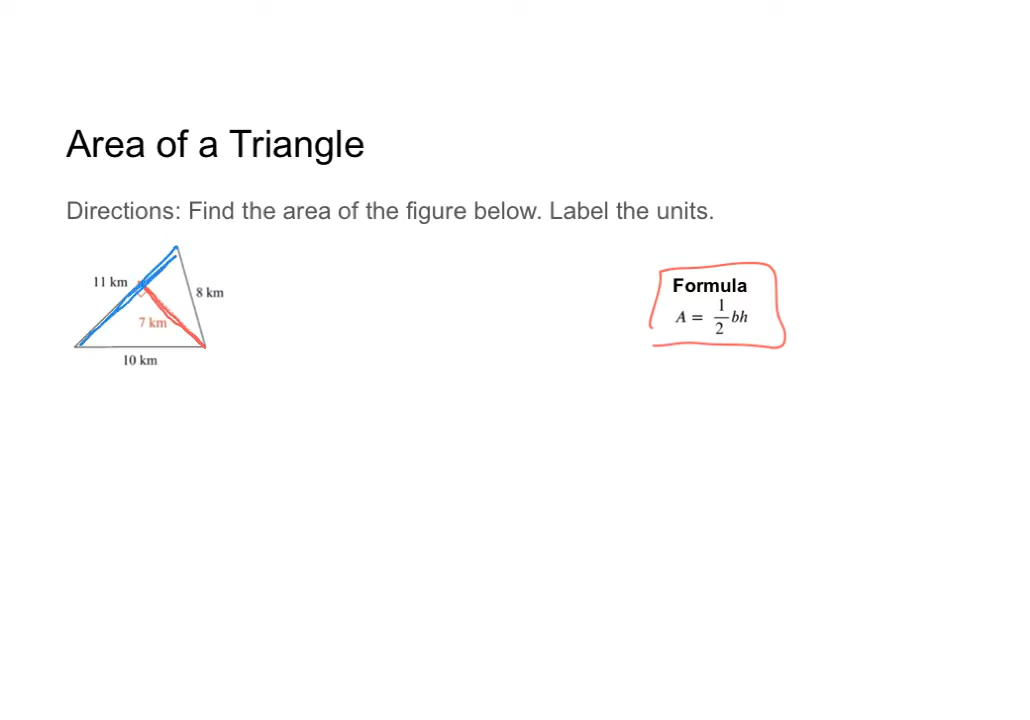 Area of a Triangle
Directions: Find the area of the figure below. Label the units.
11 km
8 km
7 km
10 km
Formula
A = 1/2 bh